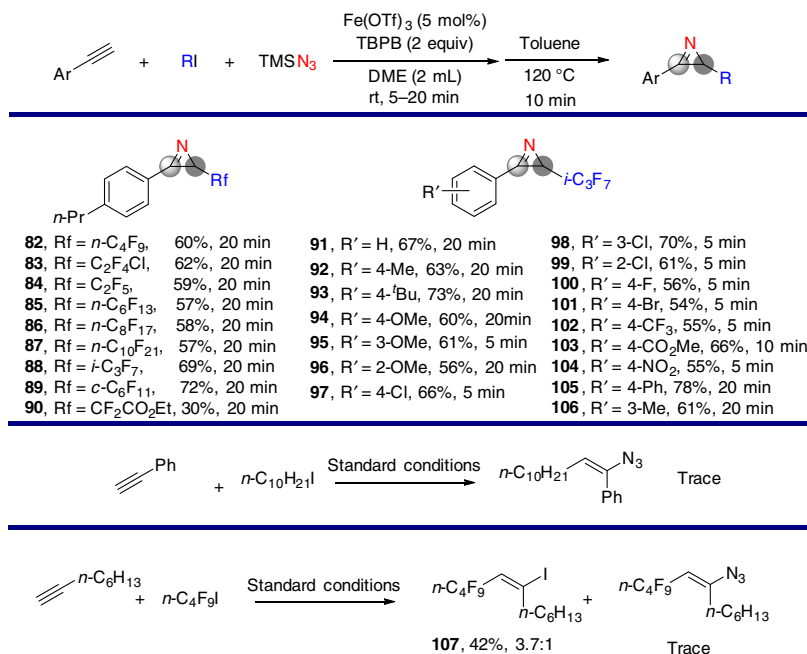 Ar + RI + TMSN₃ Fe(OTf)₃ (5 mol%) Toluene N
TBPB (2 equiv) 120 °C Ar R
DME (2 mL) 10 min
rt, 5–20 min
N
Rf
n-Pr
N
R′ i-C₃F₇
82, Rf = n-C₄F₉, 60%, 20 min
83, Rf = C₂F₄Cl, 62%, 20 min
84, Rf = C₂F₅, 59%, 20 min
85, Rf = n-C₆F₁₃, 57%, 20 min
86, Rf = n-C₈F₁₇, 58%, 20 min
87, Rf = n-C₁₀F₂₁, 57%, 20 min
88, Rf = i-C₃F₇, 69%, 20 min
89, Rf = c-C₆F₁₁, 72%, 20 min
90, Rf = CF₂CO₂Et, 30%, 20 min
91, R′ = H, 67%, 20 min
92, R′ = 4-Me, 63%, 20 min
93, R′ = 4-ᵗBu, 73%, 20 min
94, R′ = 4-OMe, 60%, 20min
95, R′ = 3-OMe, 61%, 5 min
96, R′ = 2-OMe, 56%, 20 min
97, R′ = 4-Cl, 66%, 5 min
98, R′ = 3-Cl, 70%, 5 min
99, R′ = 2-Cl, 61%, 5 min
100, R′ = 4-F, 56%, 5 min
101, R′ = 4-Br, 54%, 5 min
102, R′ = 4-CF₃, 55%, 5 min
103, R′ = 4-CO₂Me, 66%, 10 min
104, R′ = 4-NO₂, 55%, 5 min
105, R′ = 4-Ph, 78%, 20 min
106, R′ = 3-Me, 61%, 20 min
Ph + n-C₁₀H₂₁I Standard conditions n-C₁₀H₂₁ N₃ Trace
Ph
n-C₆H₁₃ + n-C₄F₉I Standard conditions n-C₄F₉ I + n-C₄F₉ N₃
n-C₆H₁₃ n-C₆H₁₃
107, 42%, 3.7:1 Trace